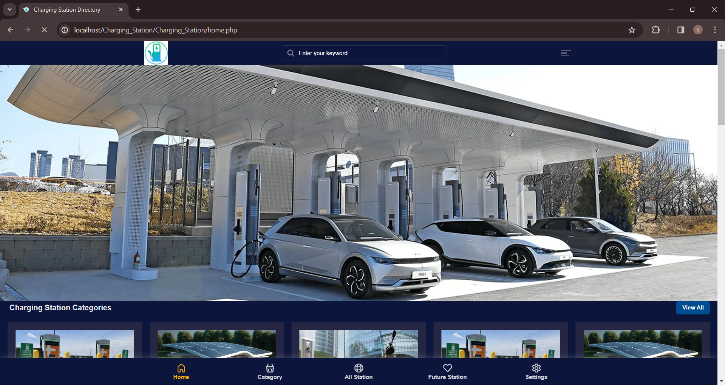 Charging Station Directory
localhost/Charging_Station/Charging_Station/home.php
Enter your keyword
Charging Station Categories
View All
Home
Category
All Station
Future Station
Settings